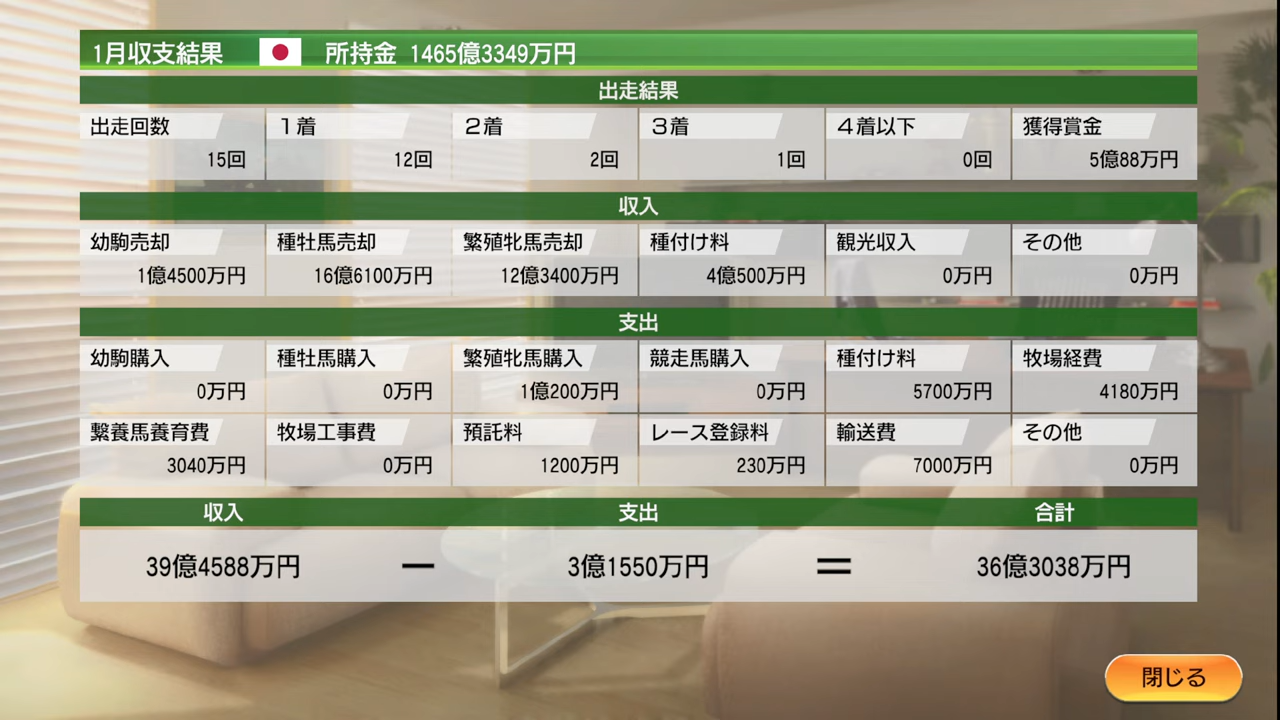 1月収支結果 所持金 1465億3349万円
出走結果
出走回数 1着 2着 3着 4着以下 獲得賞金
15回 12回 2回 1回 0回 5億88万円
収入
幼駒売却 種牡馬売却 繁殖牝馬売却 種付け料 観光収入 その他
1億4500万円 16億6100万円 12億3400万円 4億500万円 0万円 0万円
支出
幼駒購入 種牡馬購入 繁殖牝馬購入 競走馬購入 種付け料 牧場経費
0万円 0万円 1億200万円 0万円 5700万円 4180万円
繋養馬養育費 牧場工事費 預託料 レース登録料 輸送費 その他
3040万円 0万円 1200万円 230万円 7000万円 0万円
収入 支出 合計
39億4588万円 ー 3億1550万円 = 36億3038万円
閉じる